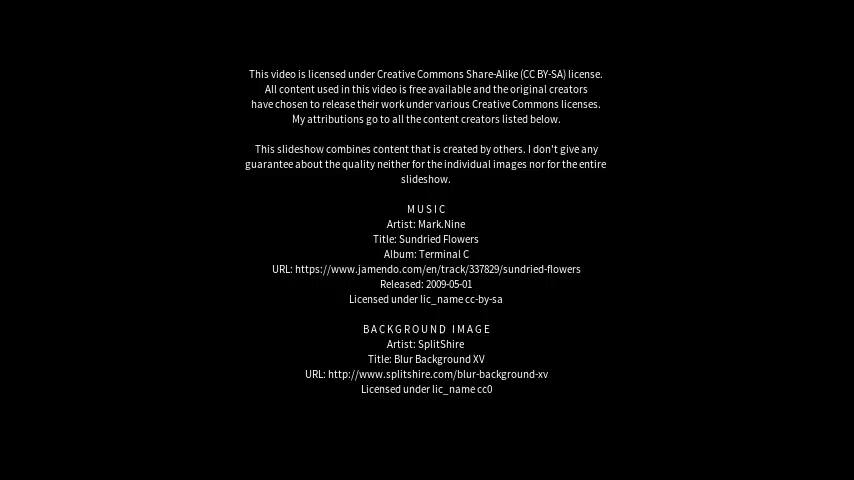 This video is licensed under Creative Commons Share-Alike (CC BY-SA) license.
All content used in this video is free available and the original creators
have chosen to release their work under various Creative Commons licenses.
My attributions go to all the content creators listed below.
This slideshow combines content that is created by others. I don't give any
guarantee about the quality neither for the individual images nor for the entire
slideshow.
MUSIC
Artist: Mark.Nine
Title: Sundried Flowers
Album: Terminal C
URL: https://www.jamendo.com/en/track/337829/sundried-flowers
Released: 2009-05-01
Licensed under lic_name cc-by-sa
BACKGROUND IMAGE
Artist: SplitShire
Title: Blur Background XV
URL: http://www.splitshire.com/blur-background-xv
Licensed under lic_name cc0